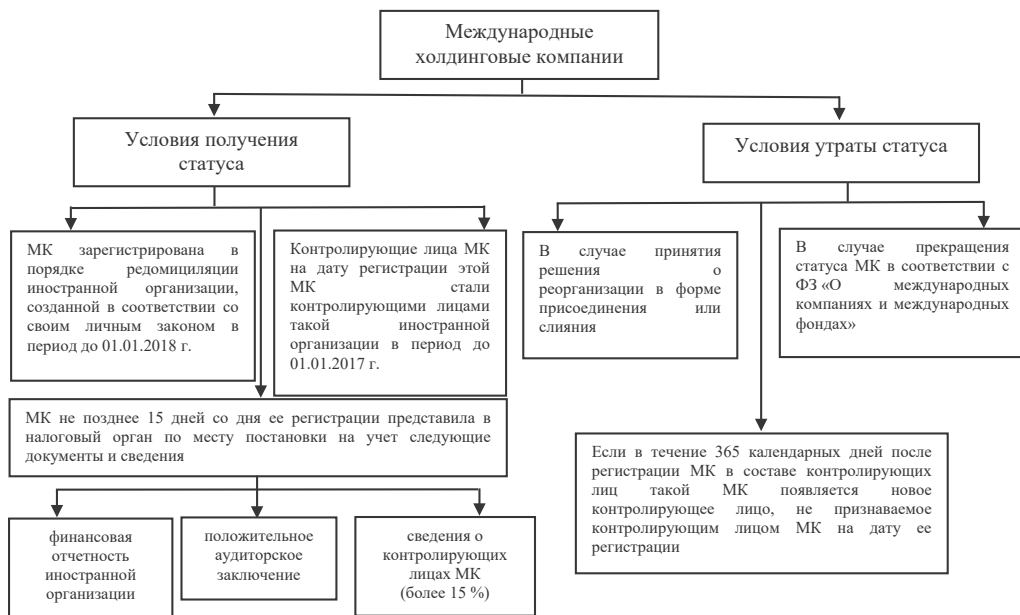 Международные
холдинговые компании
Условия получения
статуса
Условия утраты статуса
МК зарегистрирована в
порядке редомициляции
иностранной организации,
созданной в соответствии со
своим личным законом в
период до 01.01.2018 г.
Контролирующие лица МК
на дату регистрации этой
МК стали
контролирующими лицами
такой иностранной
организации в период до
01.01.2017 г.
В случае принятия
решения о
реорганизации в форме
присоединения или
слияния
В случае прекращения
статуса МК в соответствии с
ФЗ «О международных
компаниях и международных
фондах»
МК не позднее 15 дней со дня ее регистрации представила в
налоговый орган по месту постановки на учет следующие
документы и сведения
Если в течение 365 календарных дней после
регистрации МК в составе контролирующих
лиц такой МК появляется новое
контролирующее лицо, не признаваемое
контролирующим лицом МК на дату ее
регистрации
финансовая
отчетность
иностранной
организации
положительное
аудиторское
заключение
сведения о
контролирующих
лицах МК
(более 15 %)